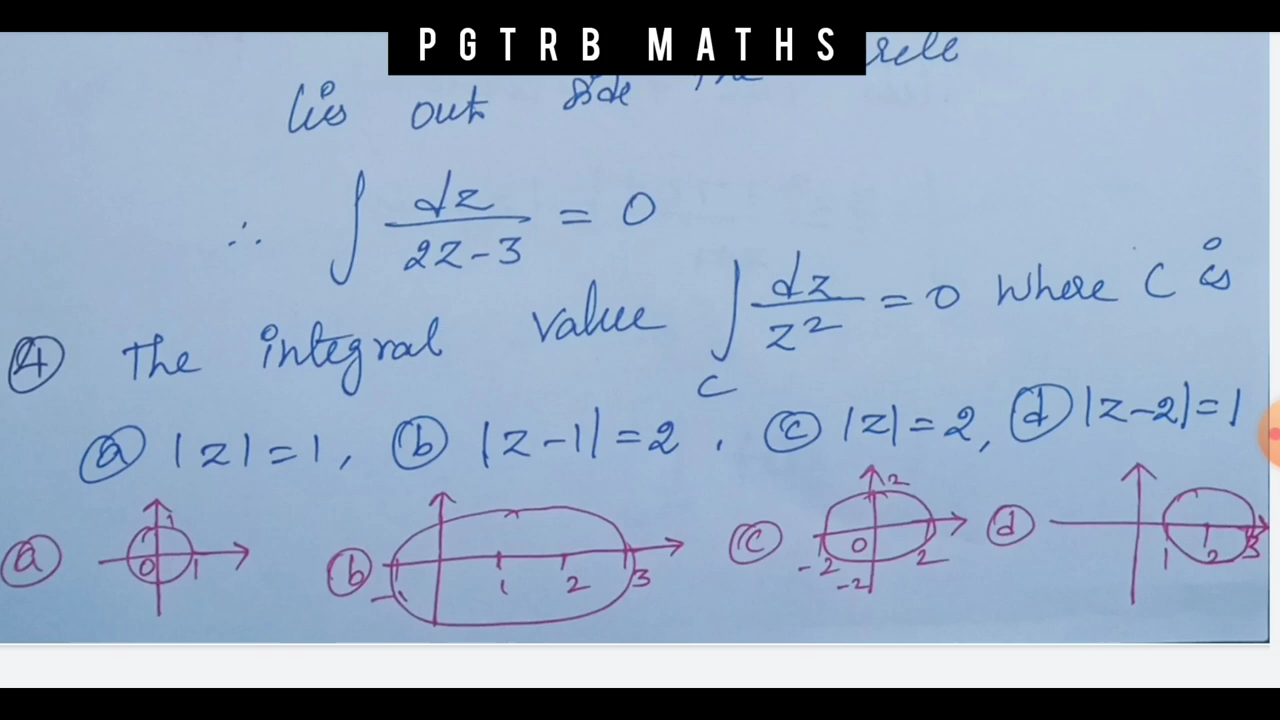 PGTRB MATHS
lies out side the
∴ ∫ dz / 2z-3 = 0
④ The integral value ∫_C dz / z² = 0 where C is
ⓐ |z|=1, ⓑ |z-1|=2, ⓒ |z|=2, ⓓ |z-2|=1
ⓐ 1 0 1 ⓑ 1 2 3 ⓒ 2 0 -2 2 -2 ⓓ 1 2 3